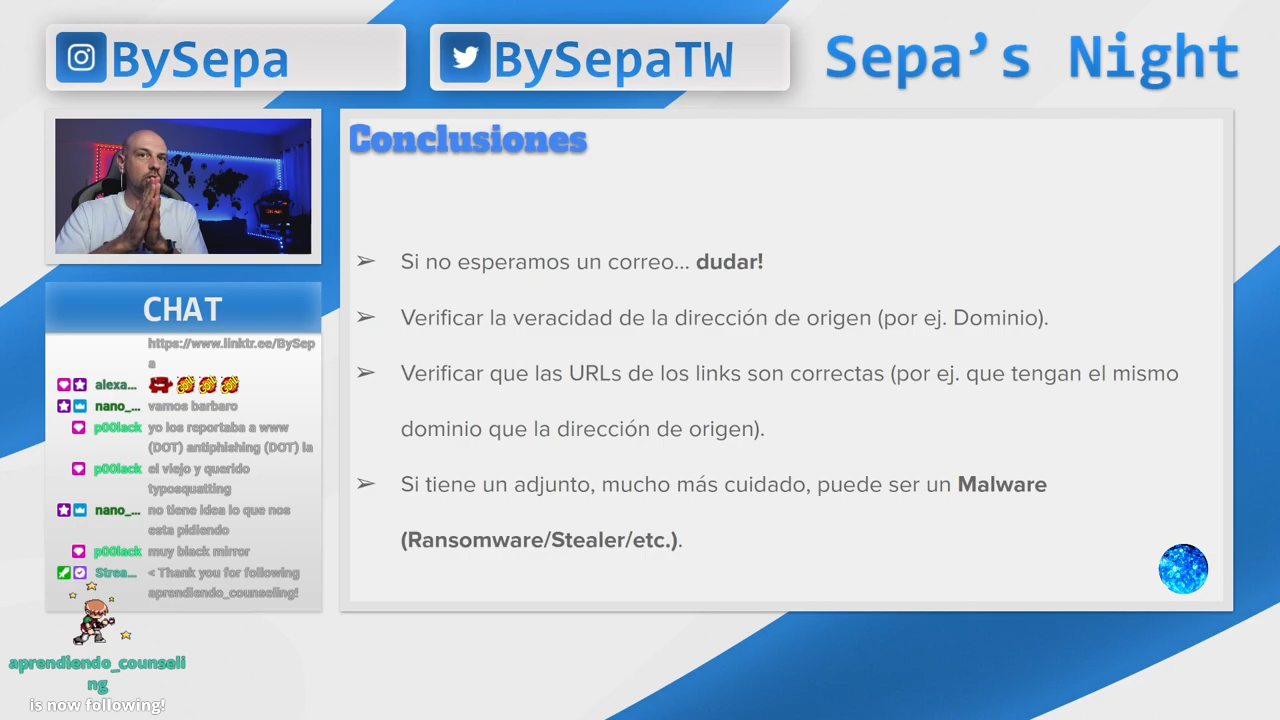 BySepa
BySepaTW
Sepa’s Night
Conclusiones
➢ Si no esperamos un correo... dudar!
➢ Verificar la veracidad de la dirección de origen (por ej. Dominio).
➢ Verificar que las URLs de los links son correctas (por ej. que tengan el mismo
dominio que la dirección de origen).
➢ Si tiene un adjunto, mucho más cuidado, puede ser un Malware
(Ransomware/Stealer/etc.).
CHAT
https://www.linktr.ee/BySep
a
alexa...
nano_... vamos barbaro
p00lack yo los reportaba a www
(DOT) antiphishing (DOT) la
p00lack el viejo y querido
typosquatting
nano_... no tiene idea lo que nos
esta pidiendo
p00lack muy black mirror
Strea... < Thank you for following
aprendiendo_counseling!
aprendiendo_counseli
ng
is now following!